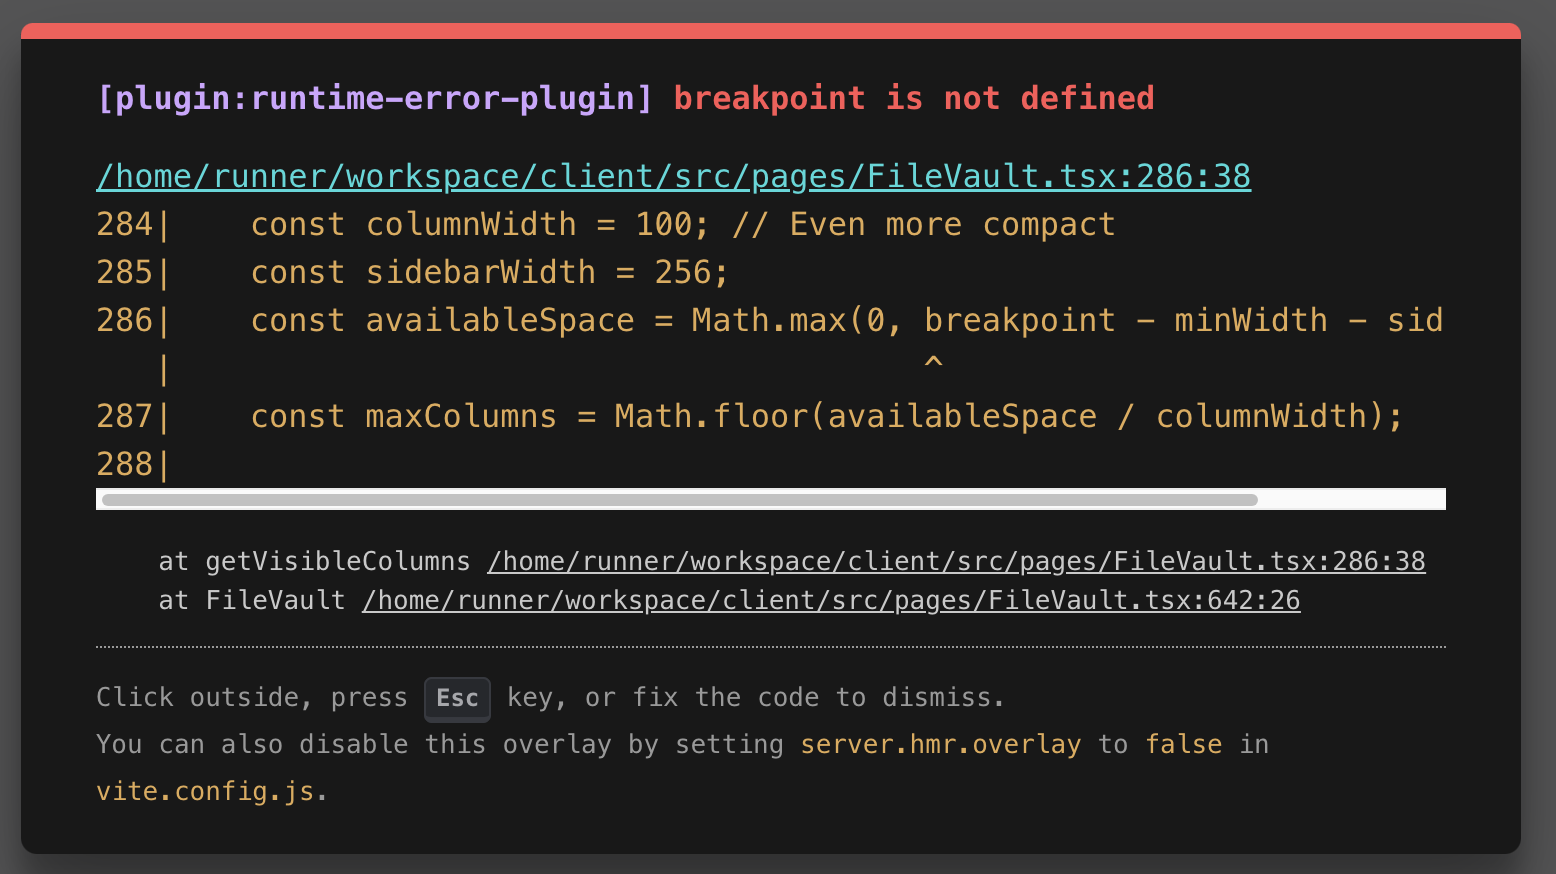 [plugin:runtime-error-plugin] breakpoint is not defined
/home/runner/workspace/client/src/pages/FileVault.tsx:286:38
284|    const columnWidth = 100; // Even more compact
285|    const sidebarWidth = 256;
286|    const availableSpace = Math.max(0, breakpoint - minWidth - sid
   |                                       ^
287|    const maxColumns = Math.floor(availableSpace / columnWidth);
288|
at getVisibleColumns /home/runner/workspace/client/src/pages/FileVault.tsx:286:38
at FileVault /home/runner/workspace/client/src/pages/FileVault.tsx:642:26
Click outside, press Esc key, or fix the code to dismiss.
You can also disable this overlay by setting server.hmr.overlay to false in
vite.config.js.